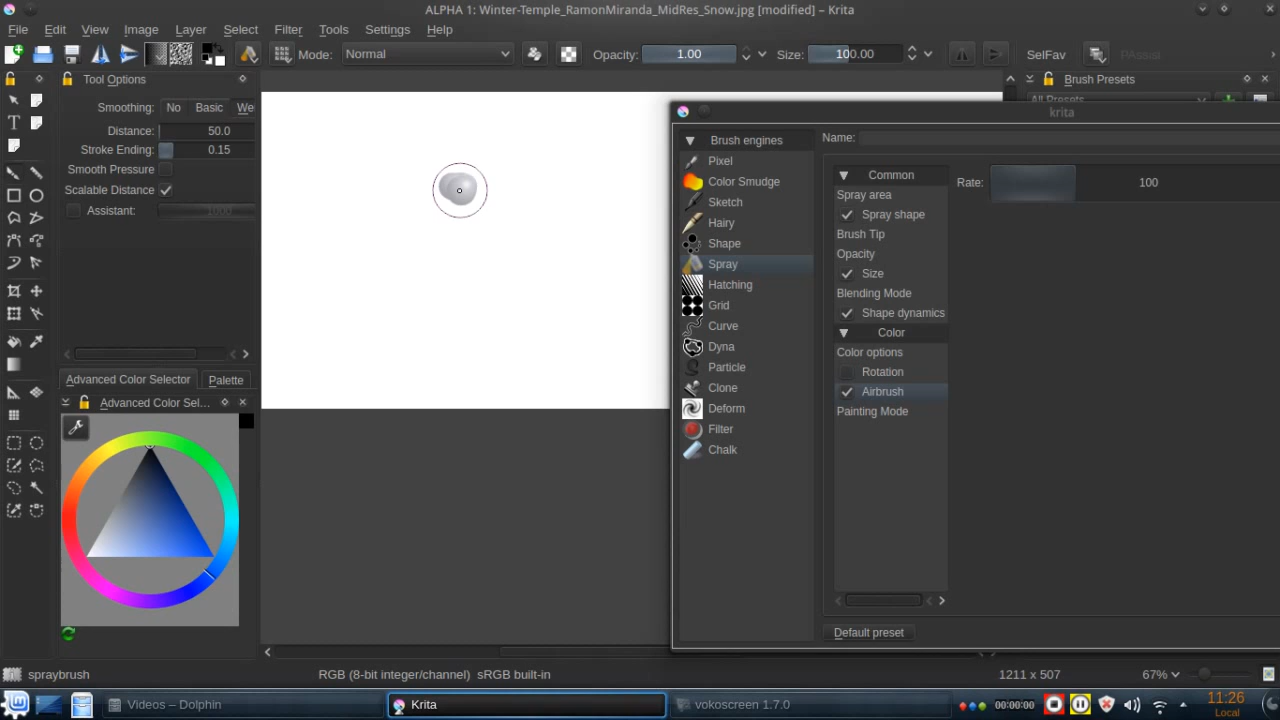 ALPHA 1: Winter-Temple_RamonMiranda_MidRes_Snow.jpg [modified] – Krita
File Edit View Image Layer Select Filter Tools Settings Help
Mode: Normal Opacity: 1.00 Size: 100.00 SelFav PAssist
Tool Options
Smoothing: No Basic We
Distance: 50.0
Stroke Ending: 0.15
Smooth Pressure
Scalable Distance
Assistant: 1000
Advanced Color Selector Palette
Advanced Color Sel...
Brush Presets
All Presets
krita
Brush engines
Pixel
Color Smudge
Sketch
Hairy
Shape
Spray
Hatching
Grid
Curve
Dyna
Particle
Clone
Deform
Filter
Chalk
Name:
Common
Spray area
Spray shape
Brush Tip
Opacity
Size
Blending Mode
Shape dynamics
Color
Color options
Rotation
Airbrush
Painting Mode
Rate: 100
Default preset
spraybrush RGB (8-bit integer/channel) sRGB built-in 1211 x 507 67%
Videos – Dolphin Krita vokoscreen 1.7.0 00:00:00 11:26
Local